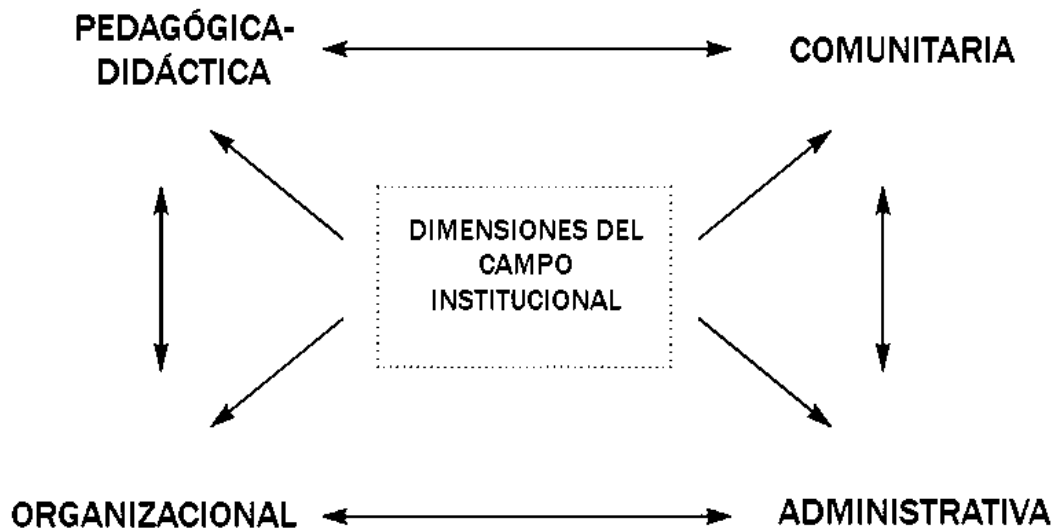 PEDAGÓGICA-
DIDÁCTICA
COMUNITARIA
DIMENSIONES DEL
CAMPO
INSTITUCIONAL
ORGANIZACIONAL
ADMINISTRATIVA